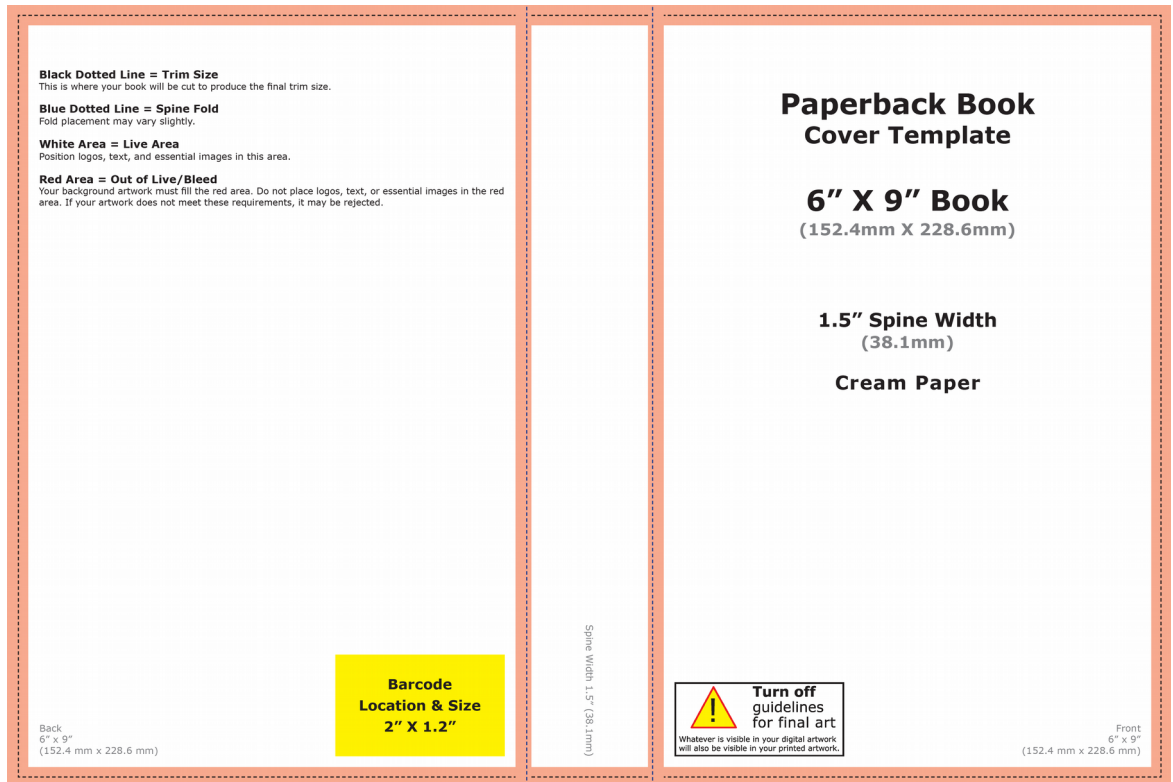 Black Dotted Line = Trim Size
This is where your book will be cut to produce the final trim size.
Blue Dotted Line = Spine Fold
Fold placement may vary slightly.
White Area = Live Area
Position logos, text, and essential images in this area.
Red Area = Out of Live/Bleed
Your background artwork must fill the red area. Do not place logos, text, or essential images in the red
area. If your artwork does not meet these requirements, it may be rejected.
Barcode
Location & Size
2” X 1.2”
Back
6” x 9”
(152.4 mm x 228.6 mm)
Spine Width 1.5” (38.1mm)
Paperback Book
Cover Template
6” X 9” Book
(152.4mm X 228.6mm)
1.5” Spine Width
(38.1mm)
Cream Paper
!
Turn off
guidelines
for final art
Whatever is visible in your digital artwork
will also be visible in your printed artwork.
Front
6” x 9”
(152.4 mm x 228.6 mm)